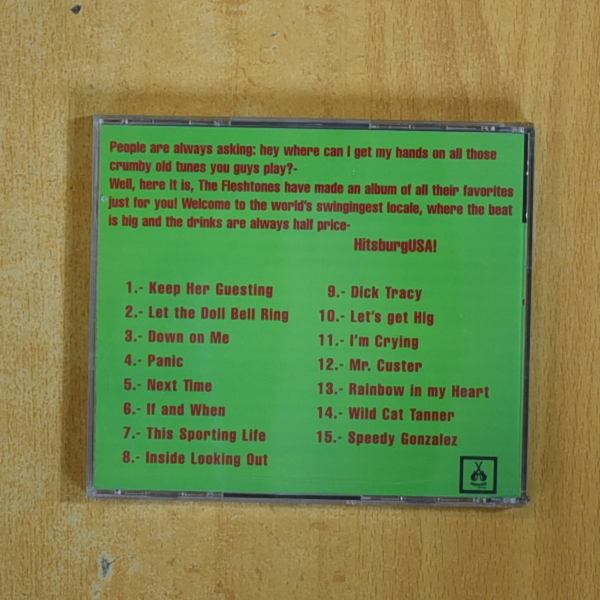 People are always asking: hey where can I get my hands on all those
crumby old tunes you guys play?-
Well, here it is, The Fleshtones have made an album of all their favorites
just for you! Welcome to the world's swingingest locale, where the beat
is big and the drinks are always half price-
HitsburgUSA!
1.- Keep Her Guesting
2.- Let the Doll Bell Ring
3.- Down on Me
4.- Panic
5.- Next Time
6.- If and When
7.- This Sporting Life
8.- Inside Looking Out
9.- Dick Tracy
10.- Let's get Hig
11.- I'm Crying
12.- Mr. Custer
13.- Rainbow in my Heart
14.- Wild Cat Tanner
15.- Speedy Gonzalez